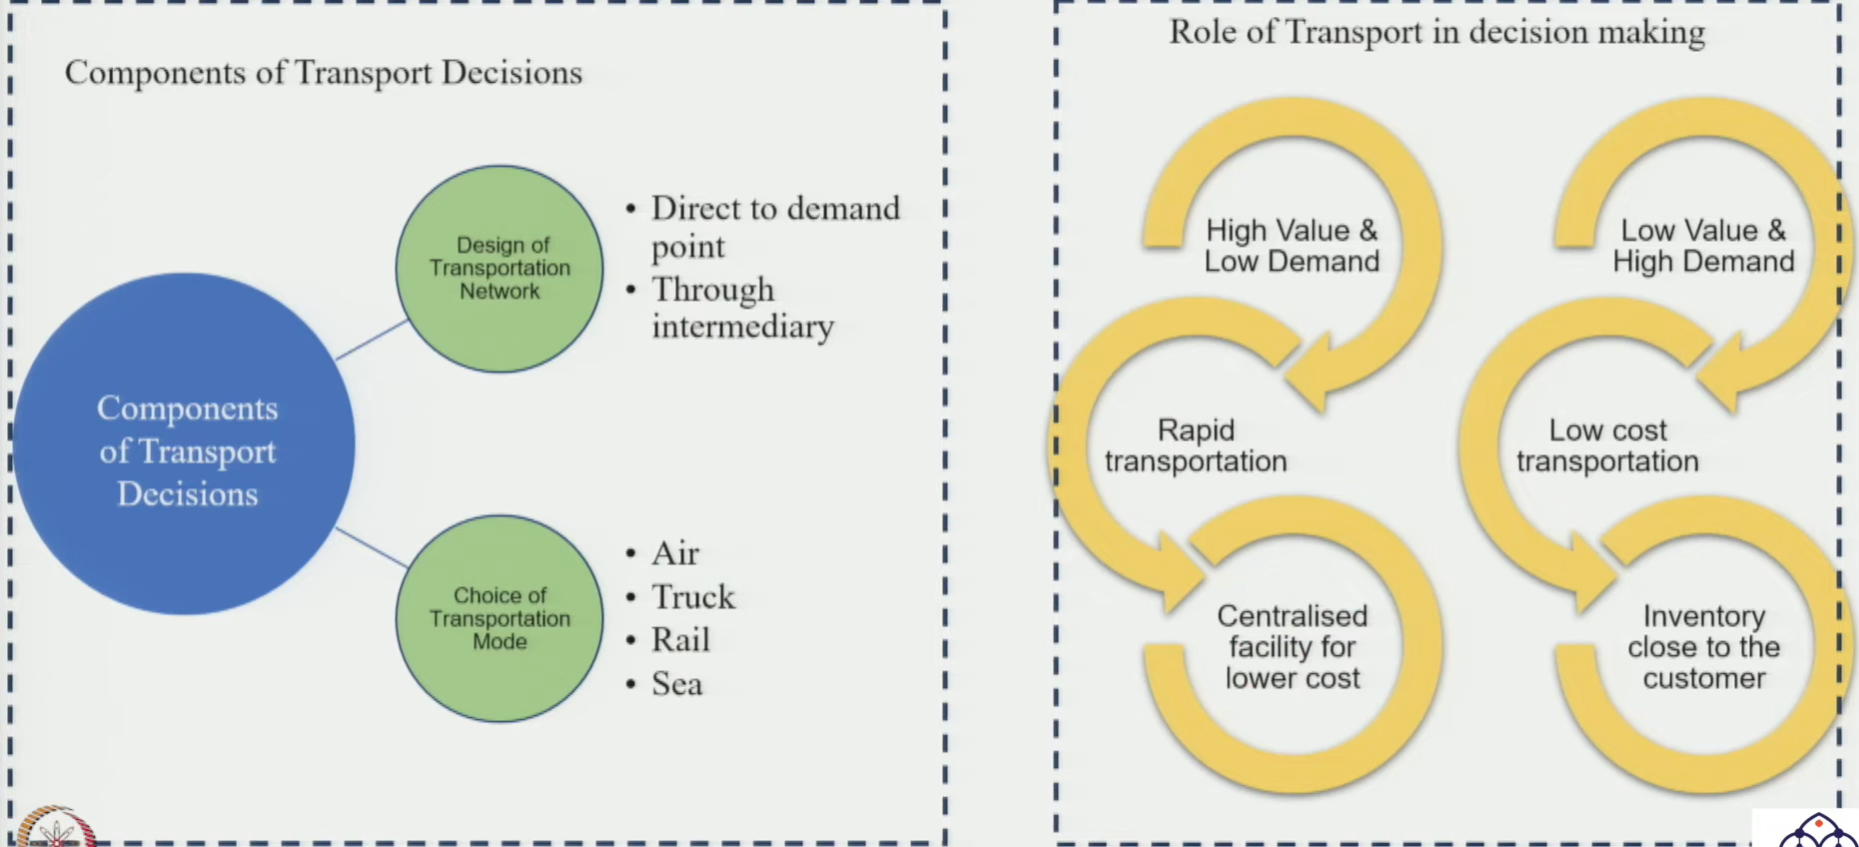 Components of Transport Decisions
Components
of Transport
Decisions
Design of
Transportation
Network
• Direct to demand
point
• Through
intermediary
Choice of
Transportation
Mode
• Air
• Truck
• Rail
• Sea
Role of Transport in decision making
High Value &
Low Demand
Rapid
transportation
Centralised
facility for
lower cost
Low Value &
High Demand
Low cost
transportation
Inventory
close to the
customer